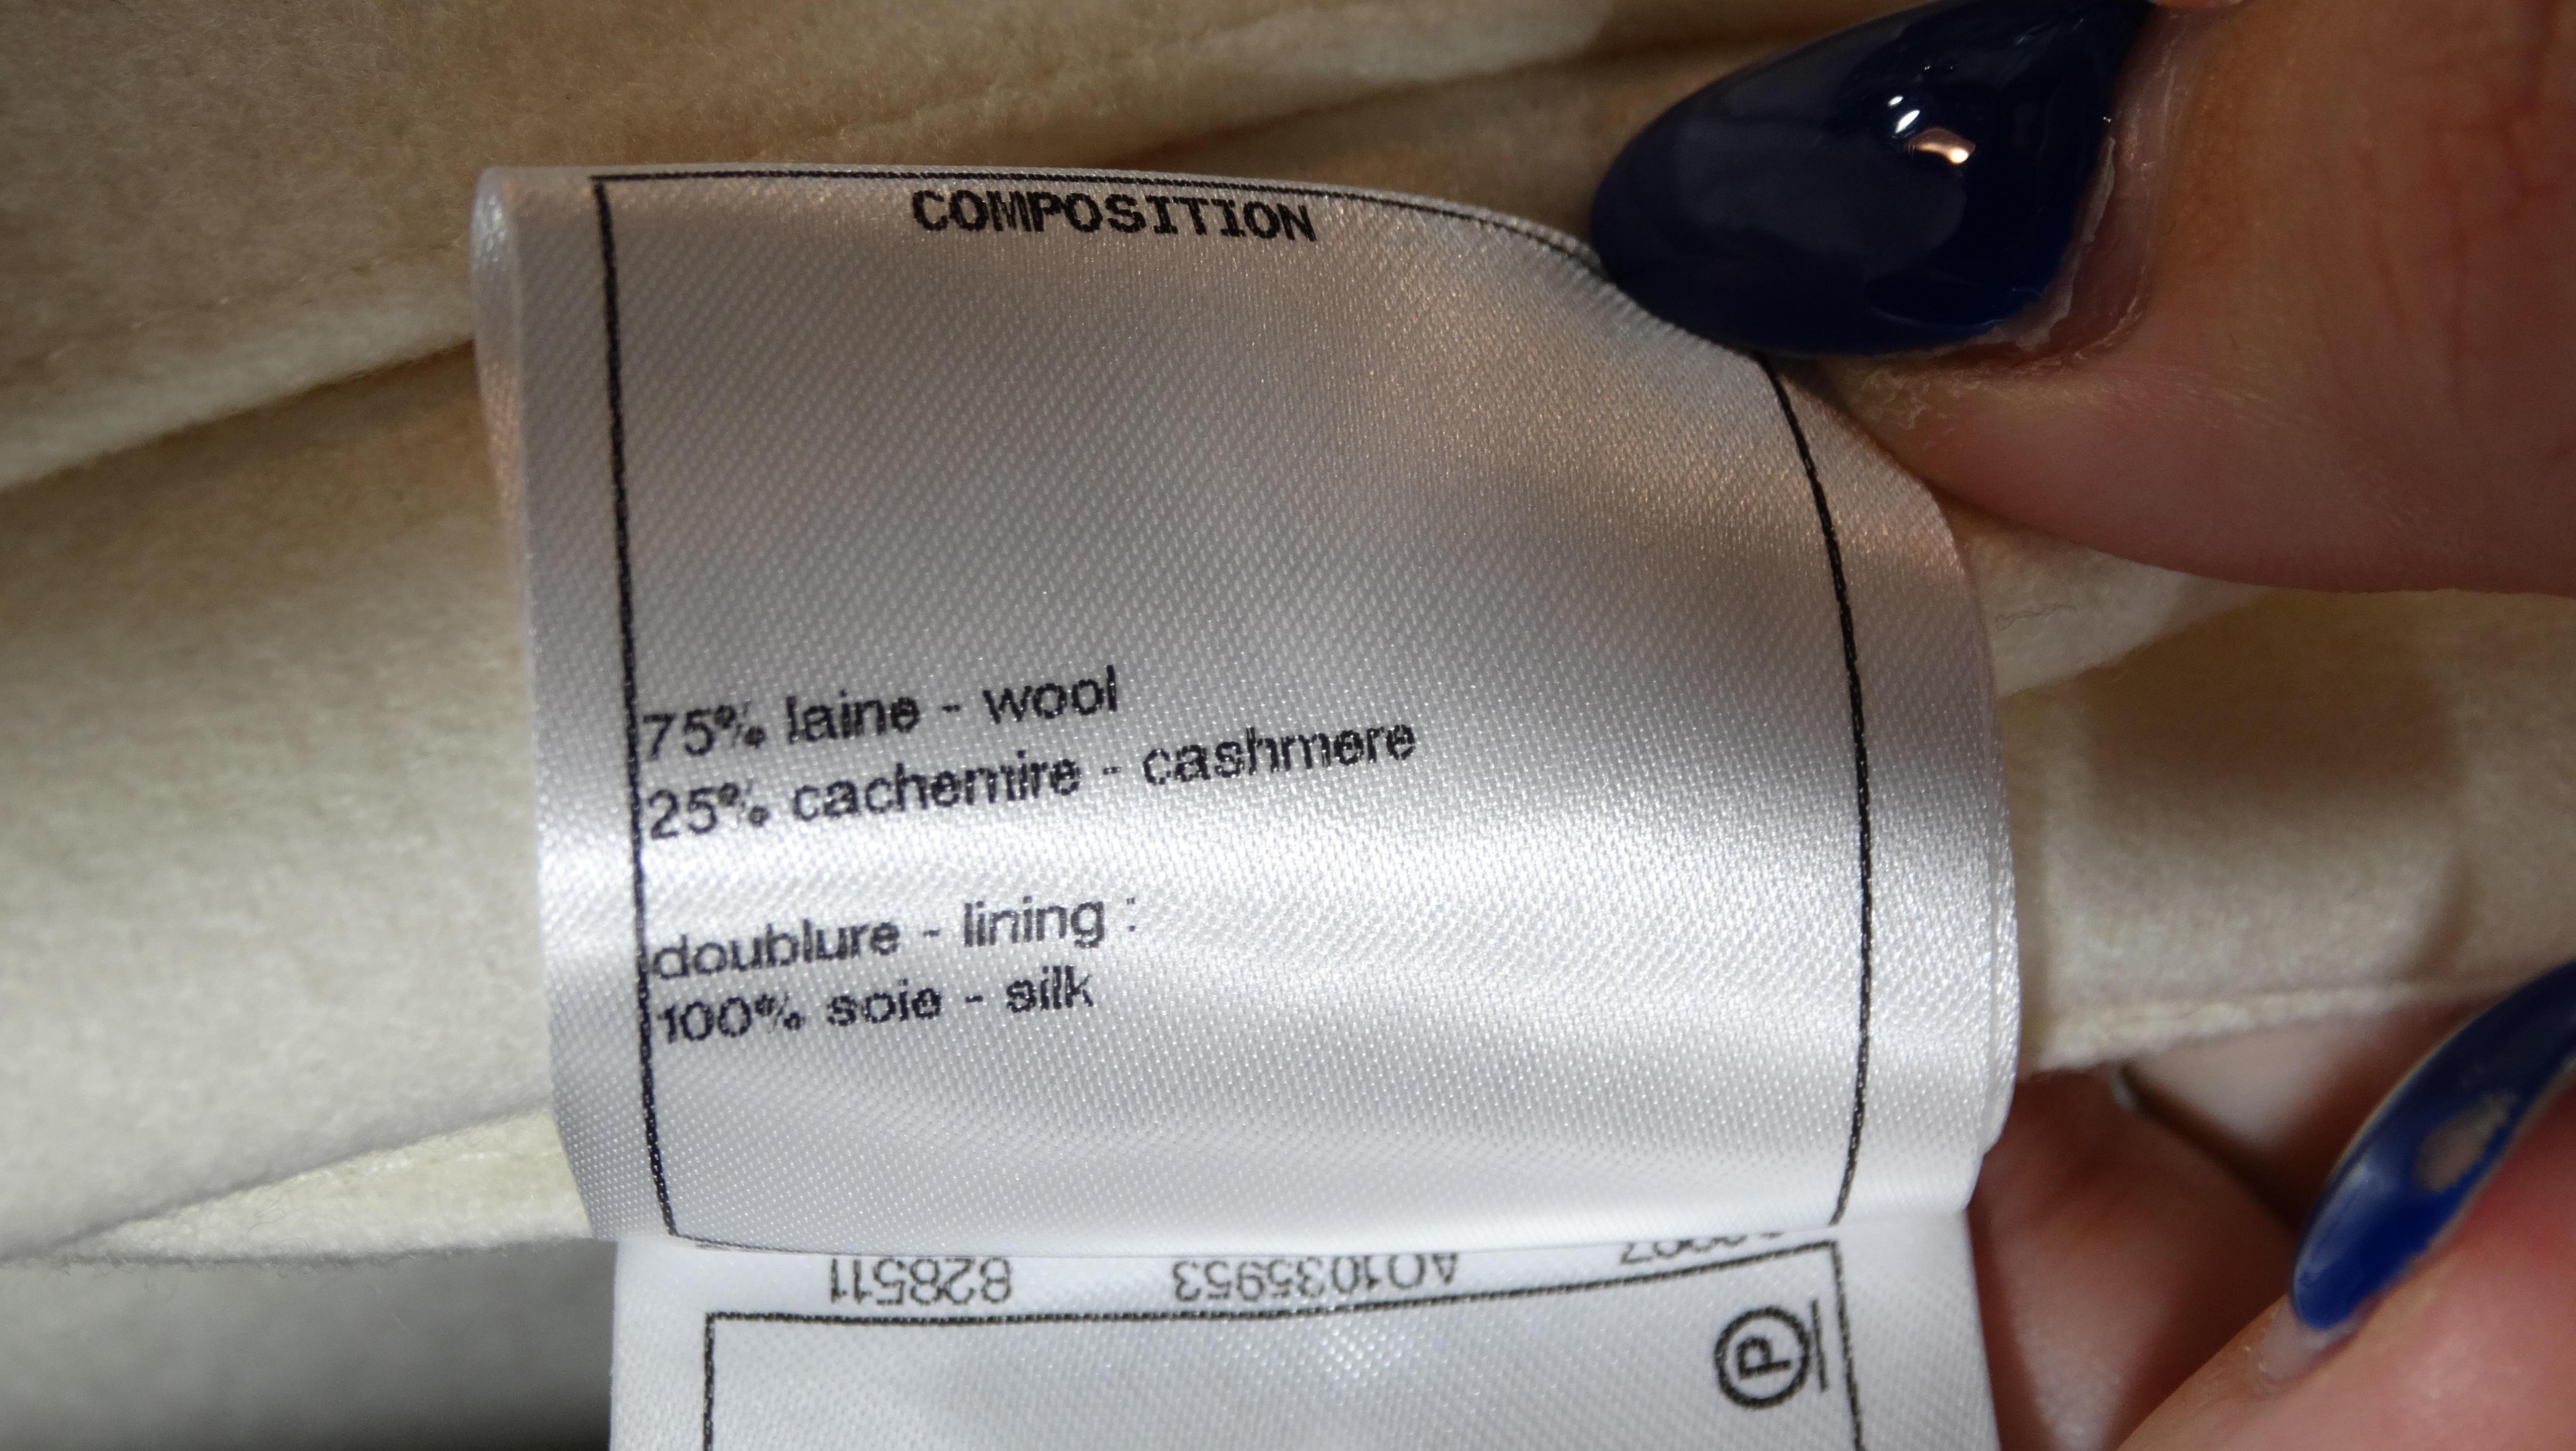 COMPOSITION
75% laine - wool
25% cachemire - cashmere
doublure - lining :
100% soie - silk
828511 A01035953
P